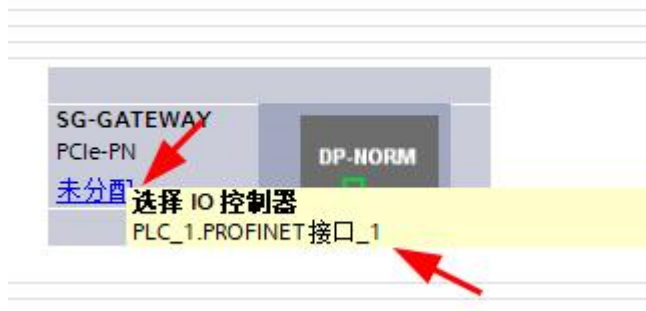 SG-GATEWAY
PCIe-PN
DP-NORM
未分配
选择 IO 控制器
PLC_1.PROFINET接口_1